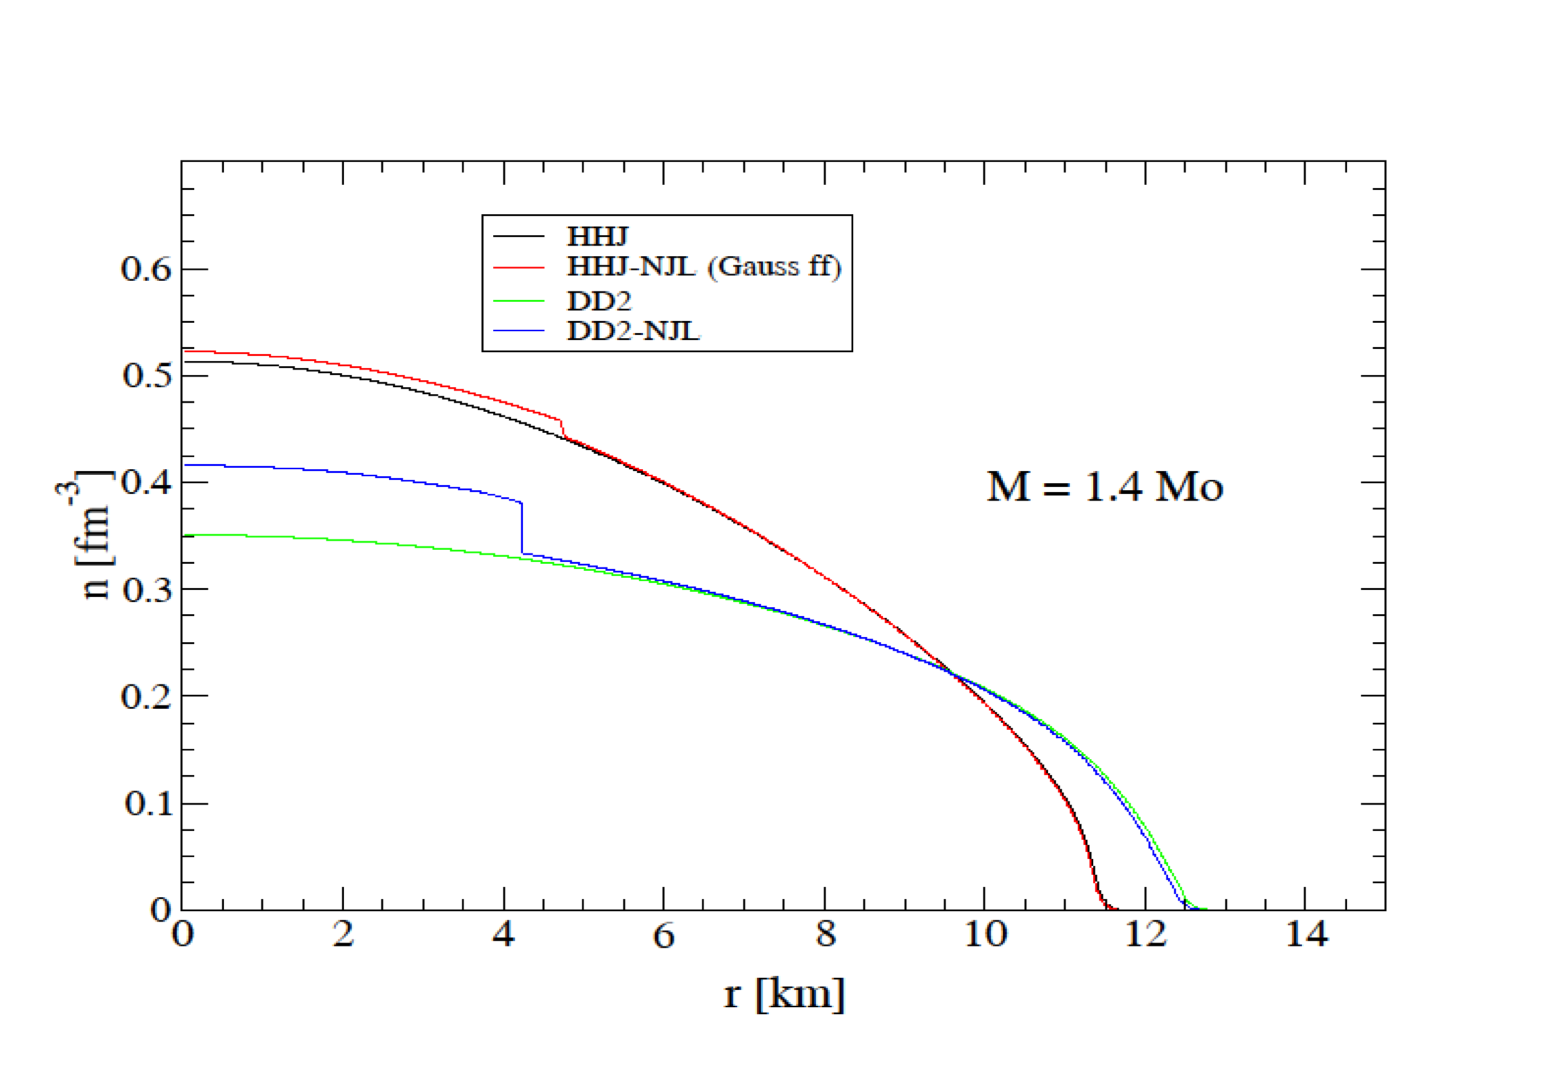 HHJ
HHJ-NJL (Gauss ff)
DD2
DD2-NJL
M = 1.4 Mo
n [fm⁻³]
0.6
0.5
0.4
0.3
0.2
0.1
0
0 2 4 6 8 10 12 14
r [km]